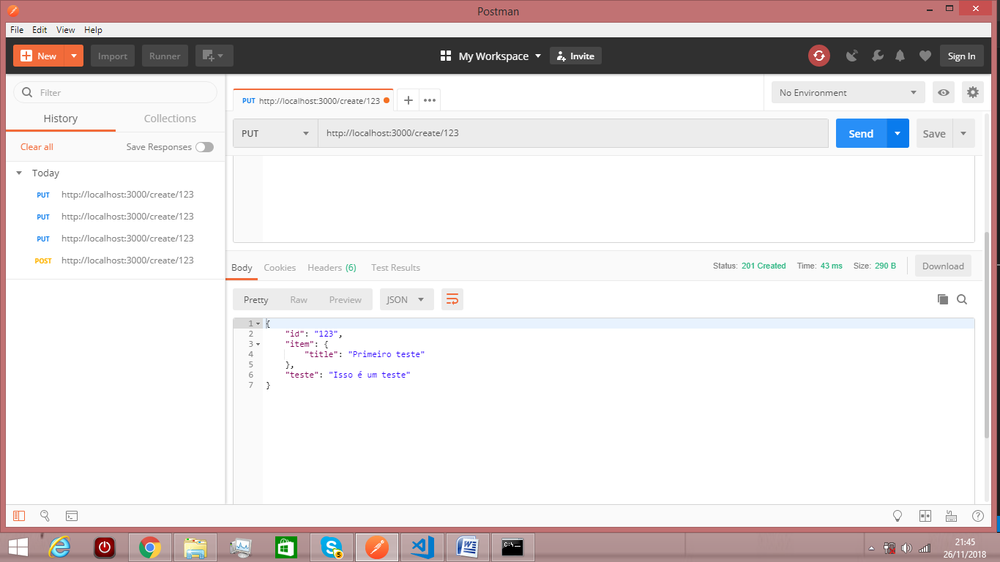 Postman
File Edit View Help
New Import Runner My Workspace Invite Sign In
Filter
History Collections
Clear all Save Responses
Today
PUT http://localhost:3000/create/123
PUT http://localhost:3000/create/123
PUT http://localhost:3000/create/123
POST http://localhost:3000/create/123
PUT http://localhost:3000/create/123 No Environment
PUT http://localhost:3000/create/123 Send Save
Body Cookies Headers (6) Test Results Status: 201 Created Time: 43 ms Size: 290 B Download
Pretty Raw Preview JSON
1 {
2 "id": "123",
3 "item": {
4 "title": "Primeiro teste"
5 },
6 "teste": "Isso é um teste"
7 }
5
C:\._
21:45
26/11/2018